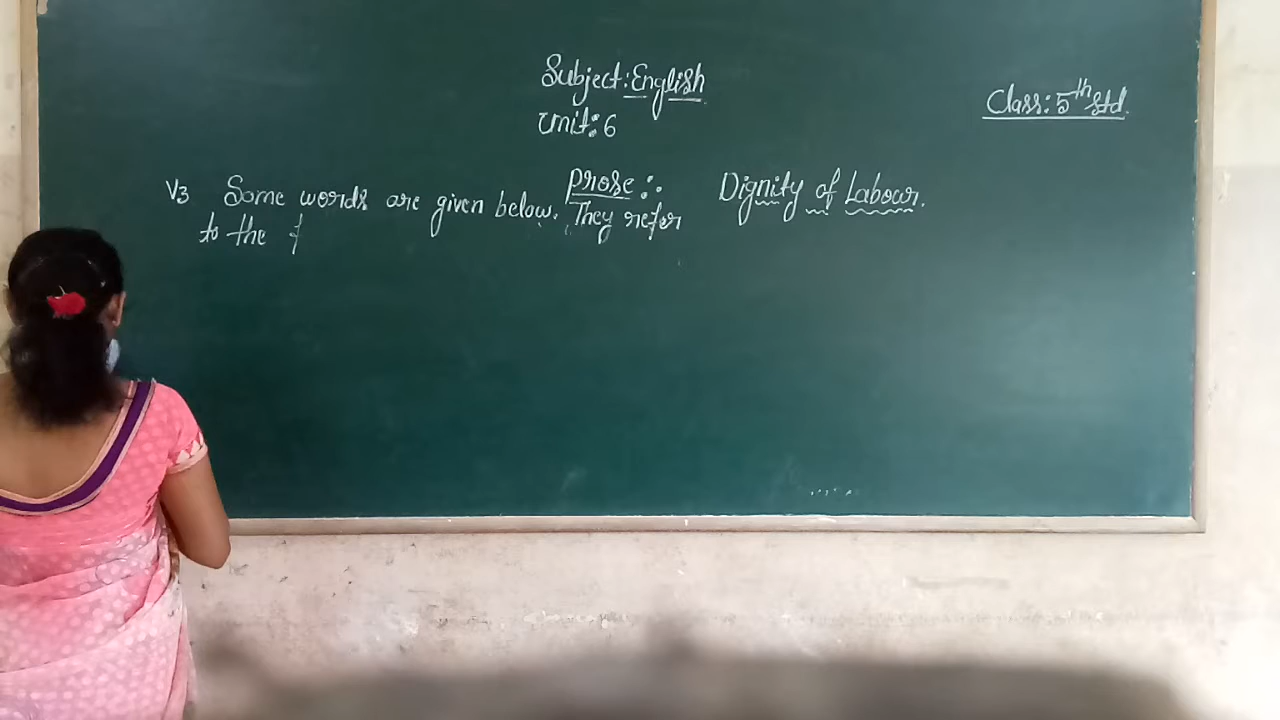 Subject: English
Unit: 6
Class: 5th Std.
Prose :. Dignity of Labour.
V3 Some words are given below. They refer
to the f